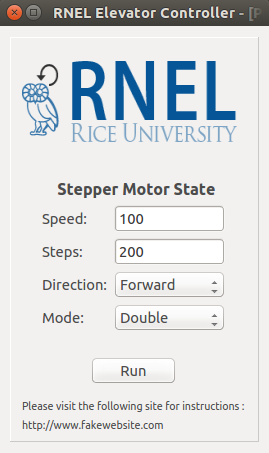 RNEL Elevator Controller - [P
RNEL
RICE UNIVERSITY
Stepper Motor State
Speed: 100
Steps: 200
Direction: Forward
Mode: Double
Run
Please visit the following site for instructions :
http://www.fakewebsite.com